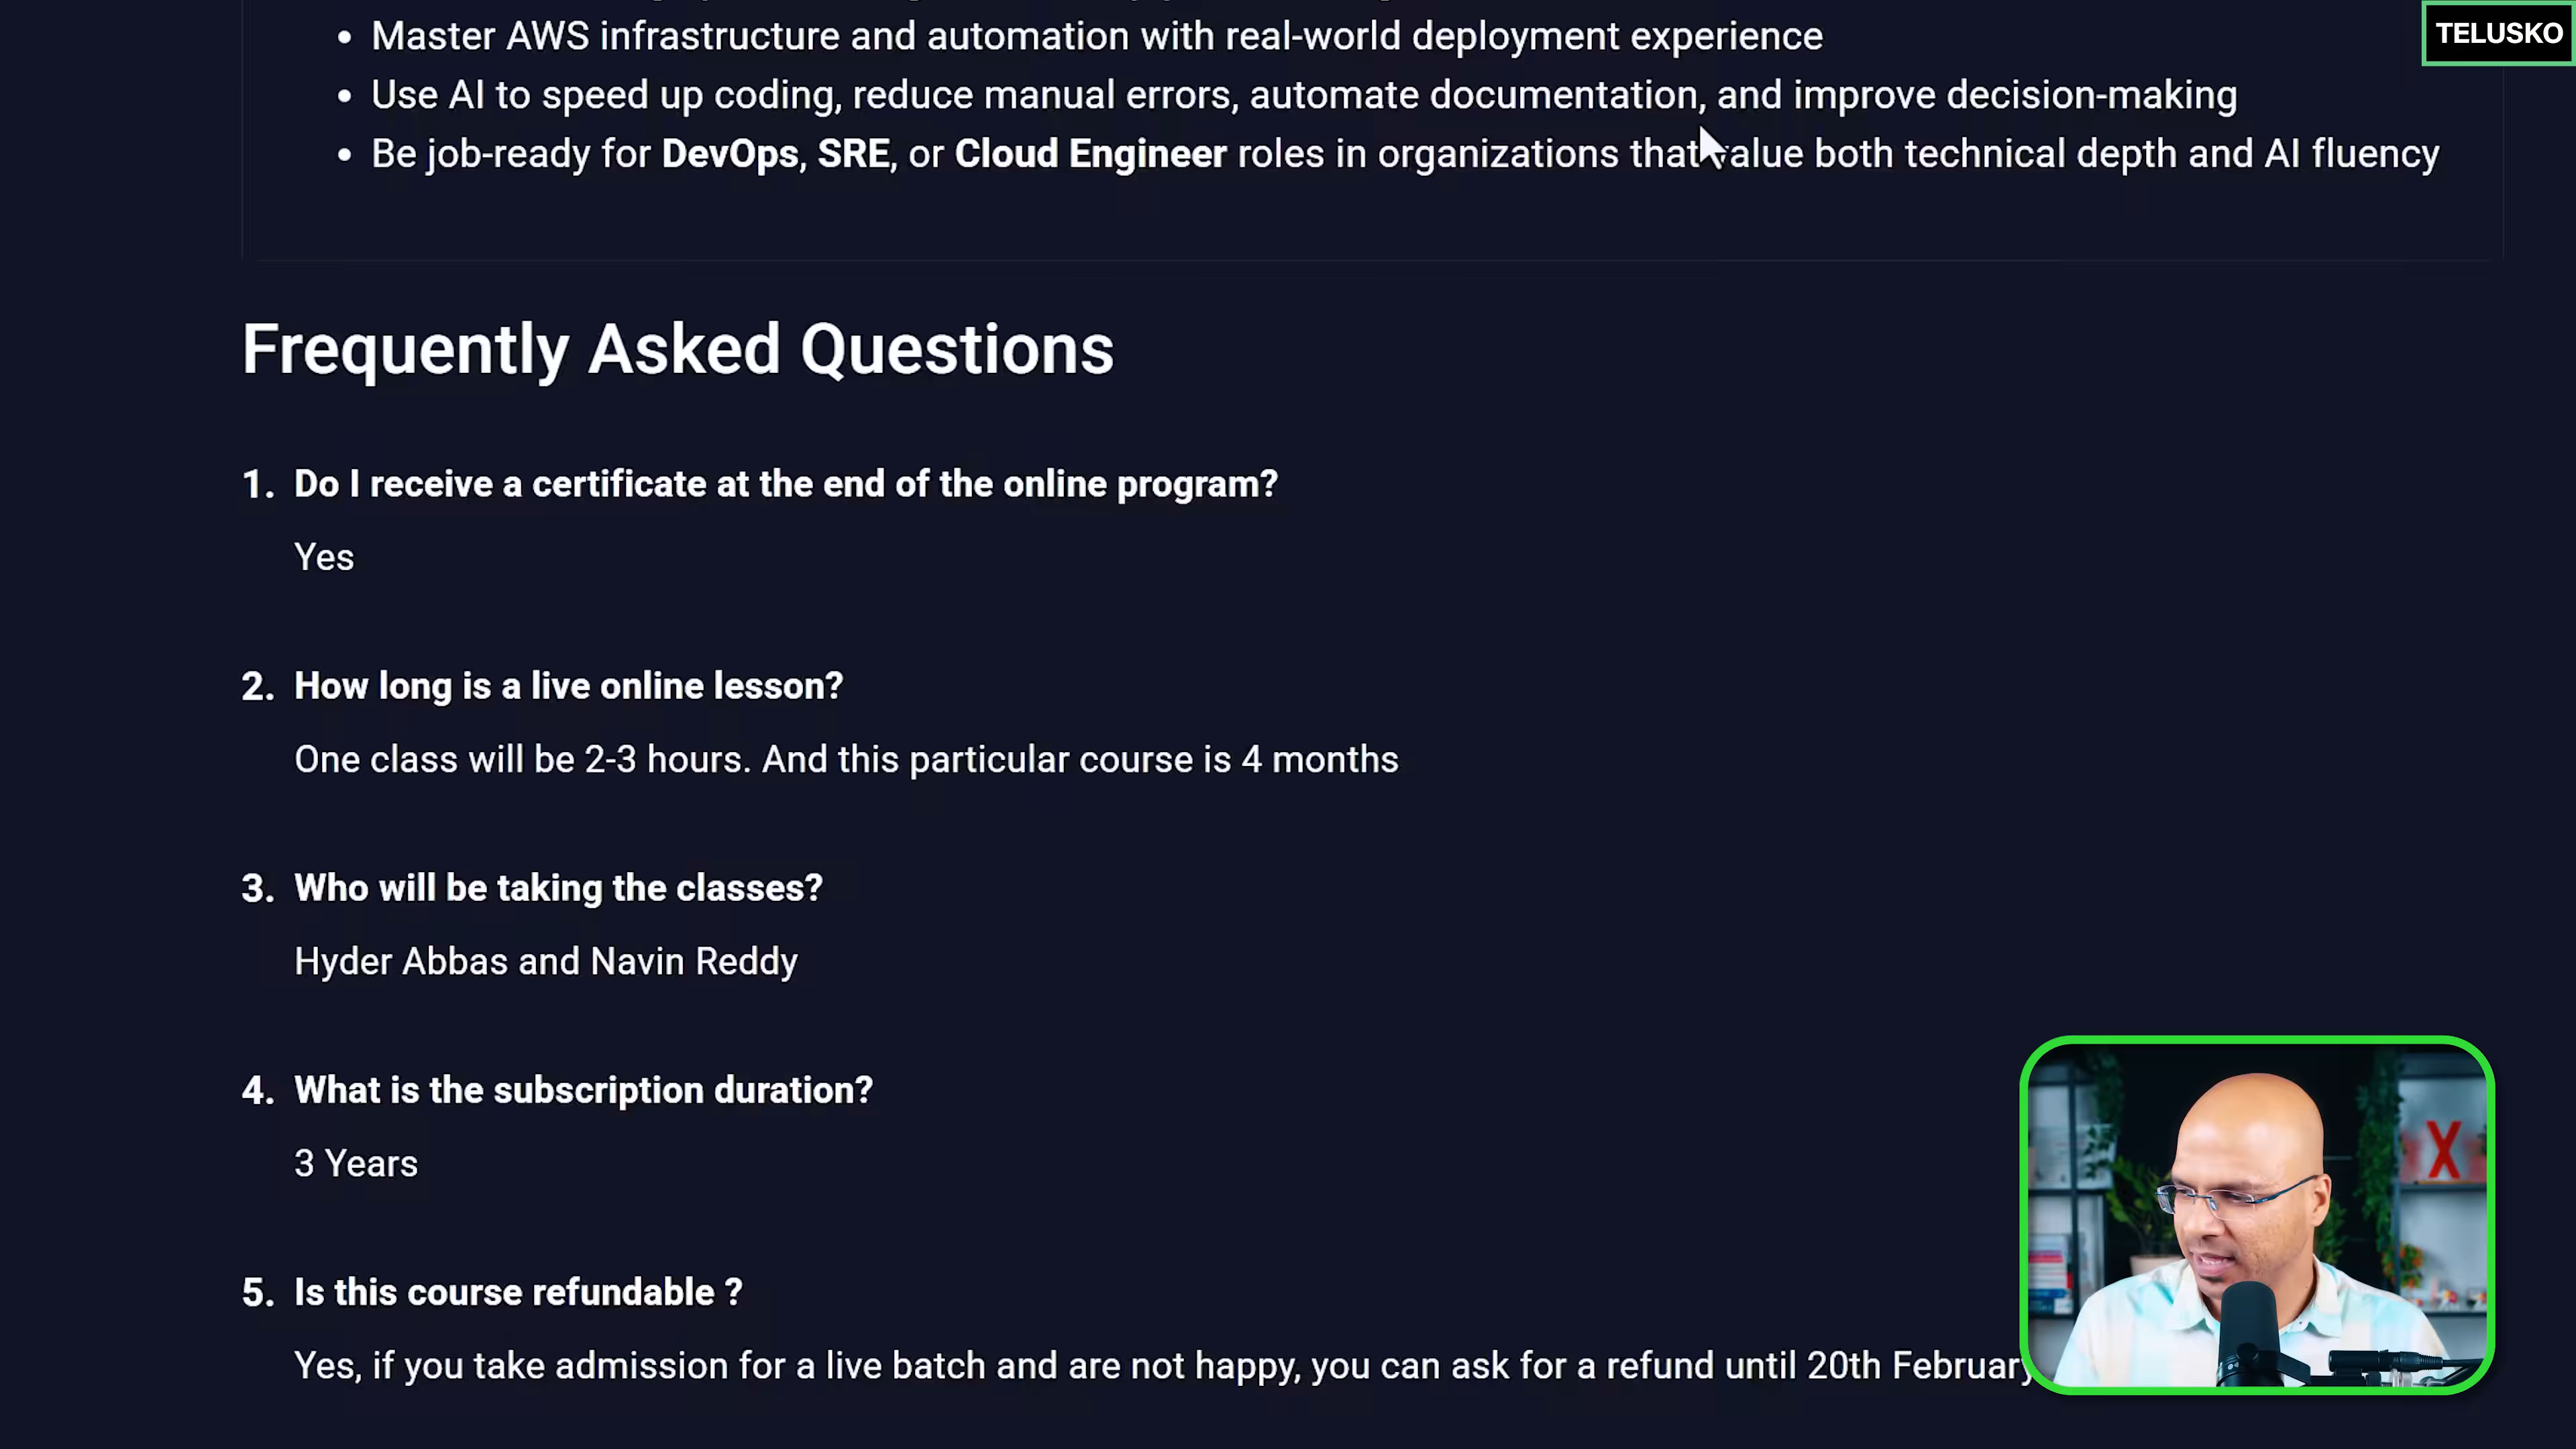 TELUSKO
• Master AWS infrastructure and automation with real-world deployment experience
• Use AI to speed up coding, reduce manual errors, automate documentation, and improve decision-making
• Be job-ready for DevOps, SRE, or Cloud Engineer roles in organizations that value both technical depth and AI fluency
Frequently Asked Questions
1. Do I receive a certificate at the end of the online program?
Yes
2. How long is a live online lesson?
One class will be 2-3 hours. And this particular course is 4 months
3. Who will be taking the classes?
Hyder Abbas and Navin Reddy
4. What is the subscription duration?
3 Years
5. Is this course refundable ?
Yes, if you take admission for a live batch and are not happy, you can ask for a refund until 20th February
X